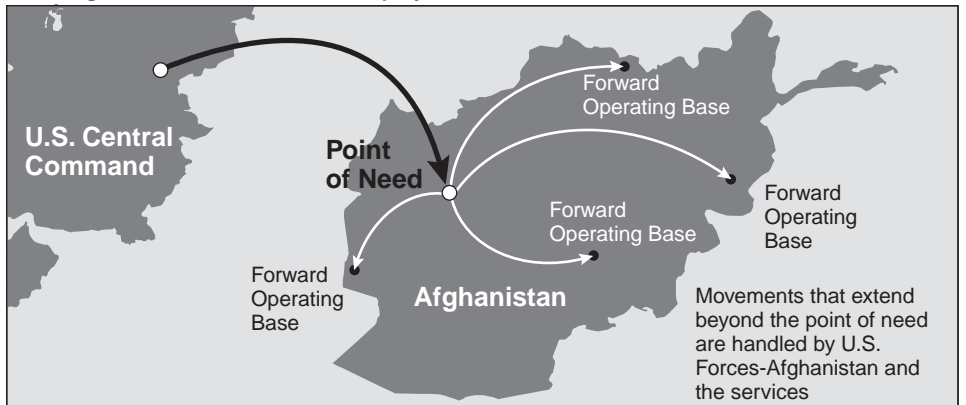 U.S. Central
Command
Point
of Need
Forward
Operating Base
Forward
Operating
Base
Forward
Operating Base
Forward
Operating
Base
Afghanistan
Movements that extend
beyond the point of need
are handled by U.S.
Forces-Afghanistan and
the services